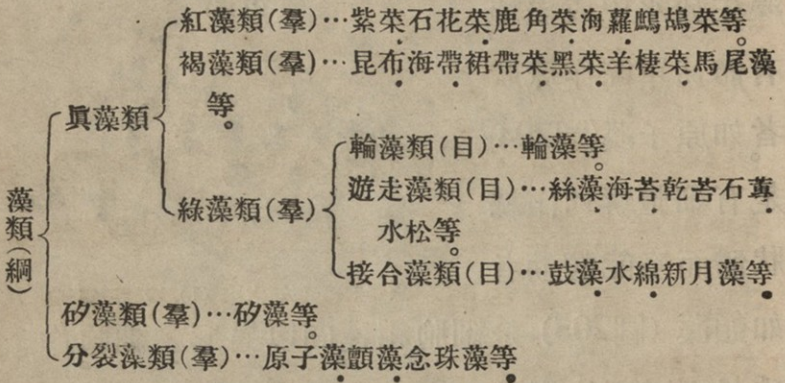 紅藻類(羣)…紫菜石花菜鹿角菜海蘿鷓鴣菜等。
褐藻類(羣)…昆布海帶裙帶菜黑菜羊棲菜馬尾藻
等。
眞藻類
輪藻類(目)…輪藻等。
遊走藻類(目)…絲藻海苔乾苔石蓴
水松等。
綠藻類(羣)
接合藻類(目)…鼓藻水綿新月藻等
藻類(綱)
矽藻類(羣)…矽藻等。
分裂藻類(羣)…原子藻顫藻念珠藻等